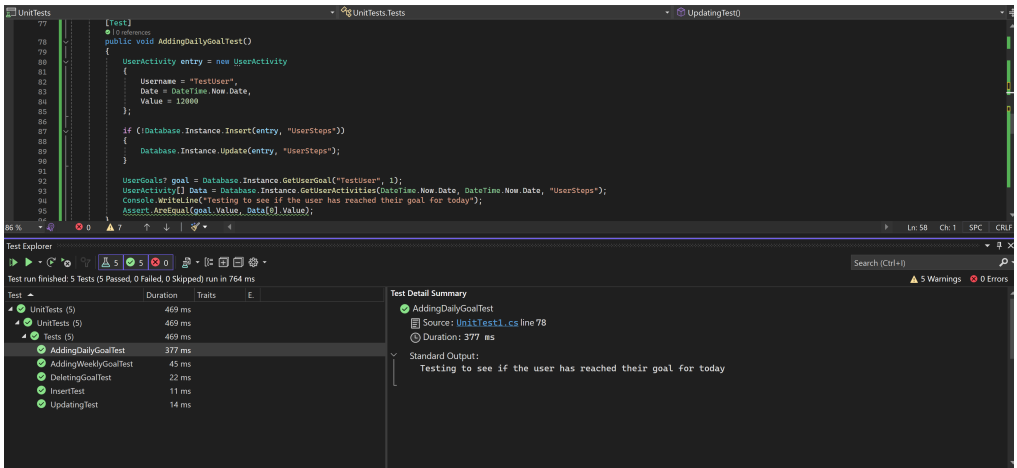 UnitTests
UnitTests.Tests
UpdatingTest()
77 [Test]
0 references
78 public void AddingDailyGoalTest()
79 {
80 UserActivity entry = new UserActivity
81 {
82 Username = "TestUser",
83 Date = DateTime.Now.Date,
84 Value = 12000
85 };
86
87 if (!Database.Instance.Insert(entry, "UserSteps"))
88 {
89 Database.Instance.Update(entry, "UserSteps");
90 }
91
92 UserGoals? goal = Database.Instance.GetUserGoal("TestUser", 1);
93 UserActivity[] Data = Database.Instance.GetUserActivities(DateTime.Now.Date, DateTime.Now.Date, "UserSteps");
94 Console.WriteLine("Testing to see if the user has reached their goal for today");
95 Assert.AreEqual(goal.Value, Data[0].Value);
96 }
86 % 0 7 Ln: 58 Ch: 1 SPC CRLF
Test Explorer
5 5 0 Search (Ctrl+I)
Test run finished: 5 Tests (5 Passed, 0 Failed, 0 Skipped) run in 764 ms 5 Warnings 0 Errors
Test Duration Traits E.
UnitTests (5) 469 ms
UnitTests (5) 469 ms
Tests (5) 469 ms
AddingDailyGoalTest 377 ms
AddingWeeklyGoalTest 45 ms
DeletingGoalTest 22 ms
InsertTest 11 ms
UpdatingTest 14 ms
Test Detail Summary
AddingDailyGoalTest
Source: UnitTest1.cs line 78
Duration: 377 ms
Standard Output:
Testing to see if the user has reached their goal for today